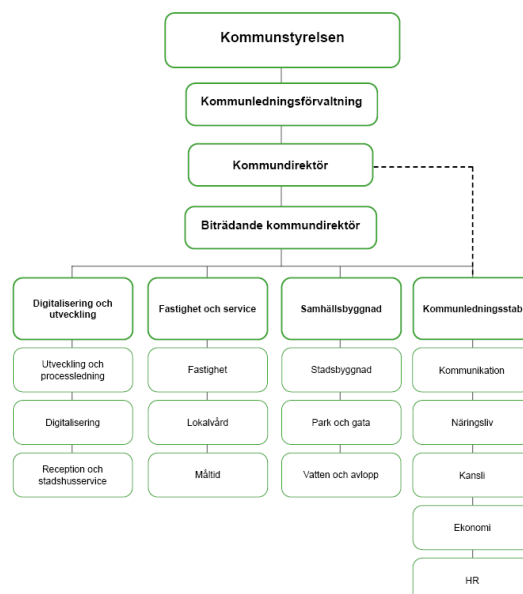 Kommunstyrelsen
Kommunledningsförvaltning
Kommundirektör
Biträdande kommundirektör
Digitalisering och
utveckling
Utveckling och
processledning
Digitalisering
Reception och
stadshusservice
Fastighet och service
Fastighet
Lokalvård
Måltid
Samhällsbyggnad
Stadsbyggnad
Park och gata
Vatten och avlopp
Kommunledningsstab
Kommunikation
Näringsliv
Kansli
Ekonomi
HR